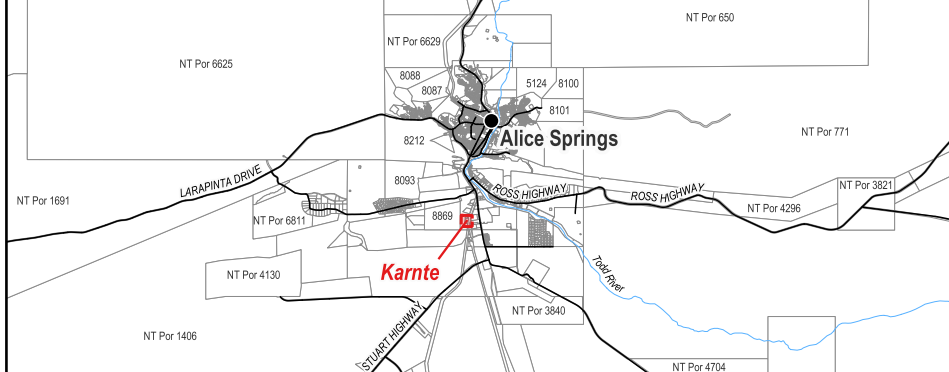 NT Por 650
NT Por 6629
NT Por 6625
8088
5124
8100
8087
8101
NT Por 771
Alice Springs
8212
LARAPINTA DRIVE
8093
NT Por 3821
ROSS HIGHWAY
ROSS HIGHWAY
NT Por 1691
NT Por 4296
NT Por 6811
8869
Karnte
NT Por 4130
Todd River
NT Por 3840
STUART HIGHWAY
NT Por 1406
NT Por 4704